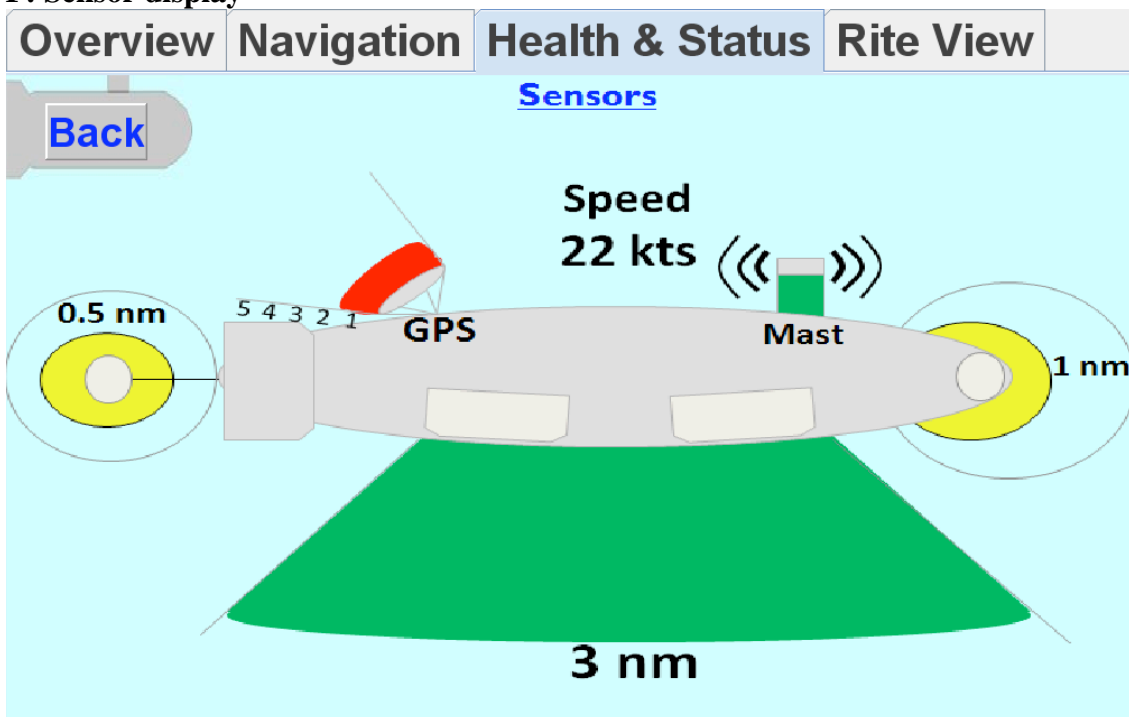 Overview Navigation Health & Status Rite View
Sensors
Back
Speed
22 kts
0.5 nm
5 4 3 2 1
GPS
Mast
1 nm
3 nm